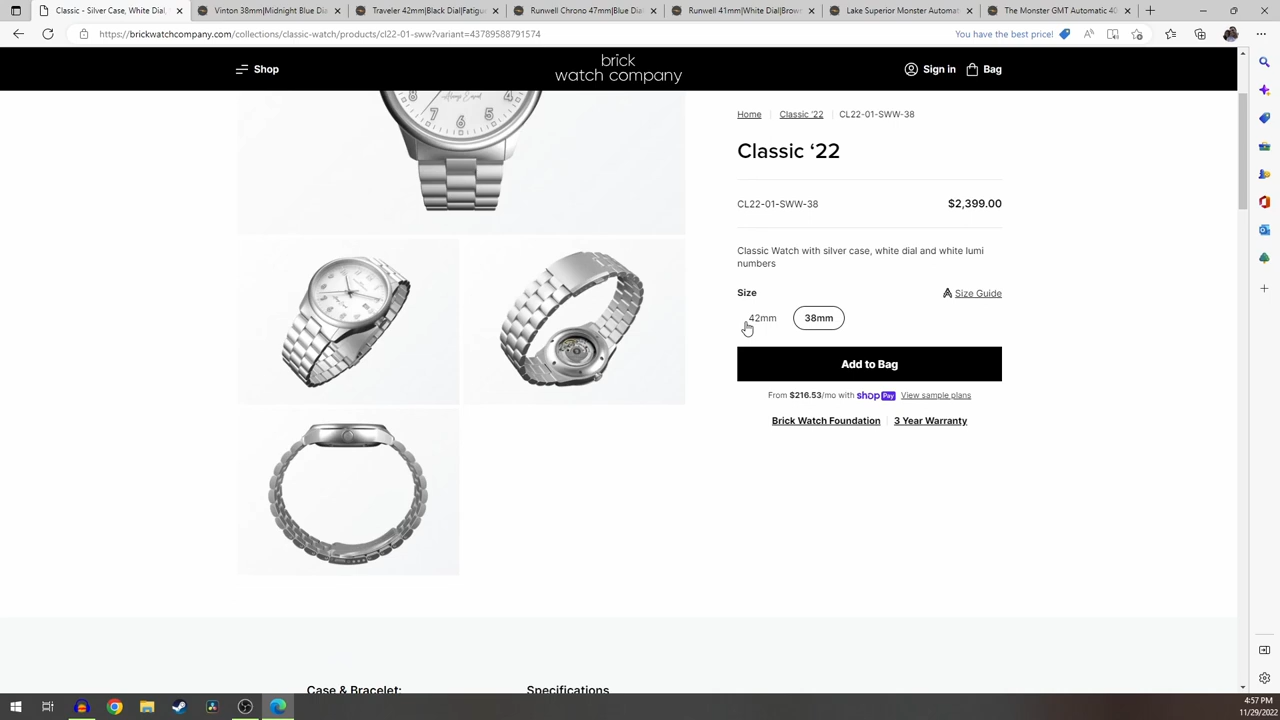 Classic - Silver Case, White Dial,
Vinton 38mm|Midnight Blue Di
Traveler 42mm|Black Dial|Fatigu
Runwell Chrono 47mm|Blue Dia
Runwell 41mm|White Dial|Brow
Lake Superior Monster Automat
The Monster GMT Automatic 40
https://brickwatchcompany.com/collections/classic-watch/products/cl22-01-sww?variant=43789588791574
You have the best price!
Shop
brick
watch company
Sign in
Bag
Home
Classic '22
CL22-01-SWW-38
Classic ‘22
CL22-01-SWW-38
$2,399.00
Classic Watch with silver case, white dial and white lumi
numbers
Size
Size Guide
42mm
38mm
Add to Bag
From $216.53/mo with shop Pay View sample plans
Brick Watch Foundation
3 Year Warranty
8
7
6
5
4
Case & Bracelet:
Specifications
4:57 PM
11/29/2022